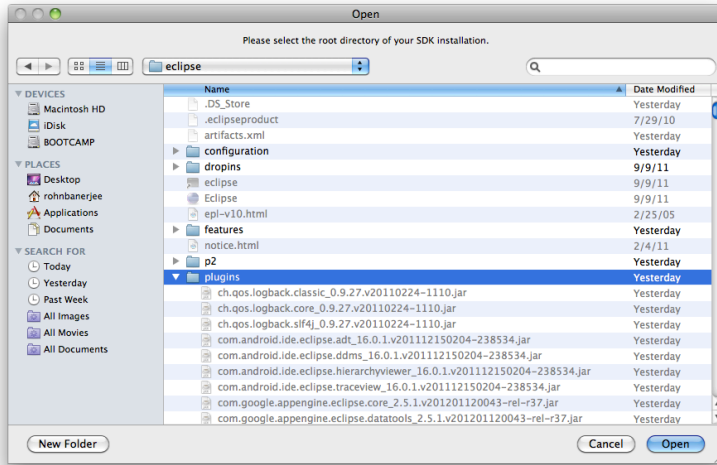 Open
Please select the root directory of your SDK installation.
eclipse
DEVICES
Macintosh HD
iDisk
BOOTCAMP
PLACES
Desktop
rohnbanerjee
Applications
Documents
SEARCH FOR
Today
Yesterday
Past Week
All Images
All Movies
All Documents
Name Date Modified
.DS_Store Yesterday
.eclipseproduct 7/29/10
artifacts.xml Yesterday
configuration Yesterday
dropins 9/9/11
eclipse 9/9/11
Eclipse 9/9/11
epl-v10.html 2/25/05
features Yesterday
notice.html 2/4/11
p2 Yesterday
plugins Yesterday
ch.qos.logback.classic_0.9.27.v20110224-1110.jar Yesterday
ch.qos.logback.core_0.9.27.v20110224-1110.jar Yesterday
ch.qos.logback.slf4j_0.9.27.v20110224-1110.jar Yesterday
com.android.ide.eclipse.adt_16.0.1.v201112150204-238534.jar Yesterday
com.android.ide.eclipse.ddms_16.0.1.v201112150204-238534.jar Yesterday
com.android.ide.eclipse.hierarchyviewer_16.0.1.v201112150204-238534.jar Yesterday
com.android.ide.eclipse.traceview_16.0.1.v201112150204-238534.jar Yesterday
com.google.appengine.eclipse.core_2.5.1.v201201120043-rel-r37.jar Yesterday
com.google.appengine.eclipse.datatools_2.5.1.v201201120043-rel-r37.jar Yesterday
New Folder Cancel Open